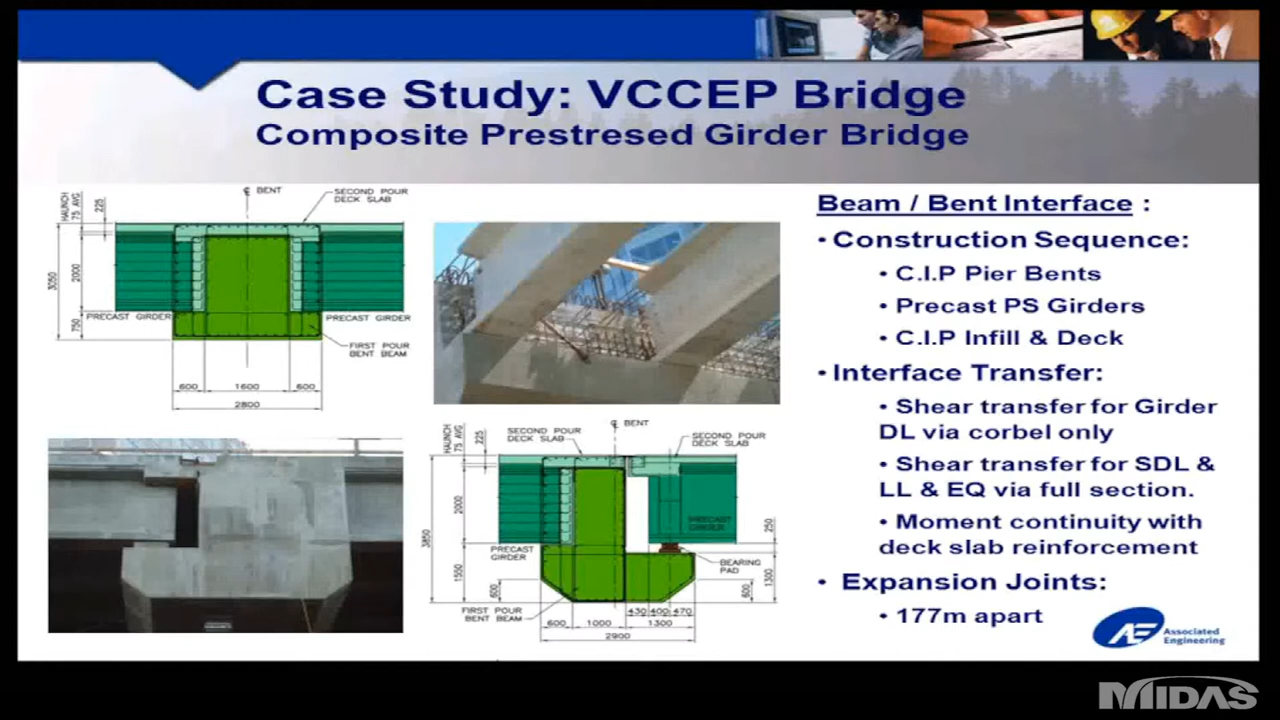 Case Study: VCCEP Bridge
Composite Prestresed Girder Bridge
℄ BENT
SECOND POUR
DECK SLAB
HAUNCH
75 AVG
225
3050
2000
750
PRECAST GIRDER
PRECAST GIRDER
FIRST POUR
BENT BEAM
600
1600
600
2800
℄ BENT
SECOND POUR
DECK SLAB
SECOND POUR
DECK SLAB
HAUNCH
75 AVG
225
3850
2000
1550
600
PRECAST
GIRDER
PRECAST
GIRDER
250
BEARING
PAD
1300
600
FIRST POUR
BENT BEAM
430
400
470
600
1000
1300
2900
Beam / Bent Interface :
• Construction Sequence:
• C.I.P Pier Bents
• Precast PS Girders
• C.I.P Infill & Deck
• Interface Transfer:
• Shear transfer for Girder
DL via corbel only
• Shear transfer for SDL &
LL & EQ via full section.
• Moment continuity with
deck slab reinforcement
• Expansion Joints:
• 177m apart
AE Associated
Engineering
MIDAS